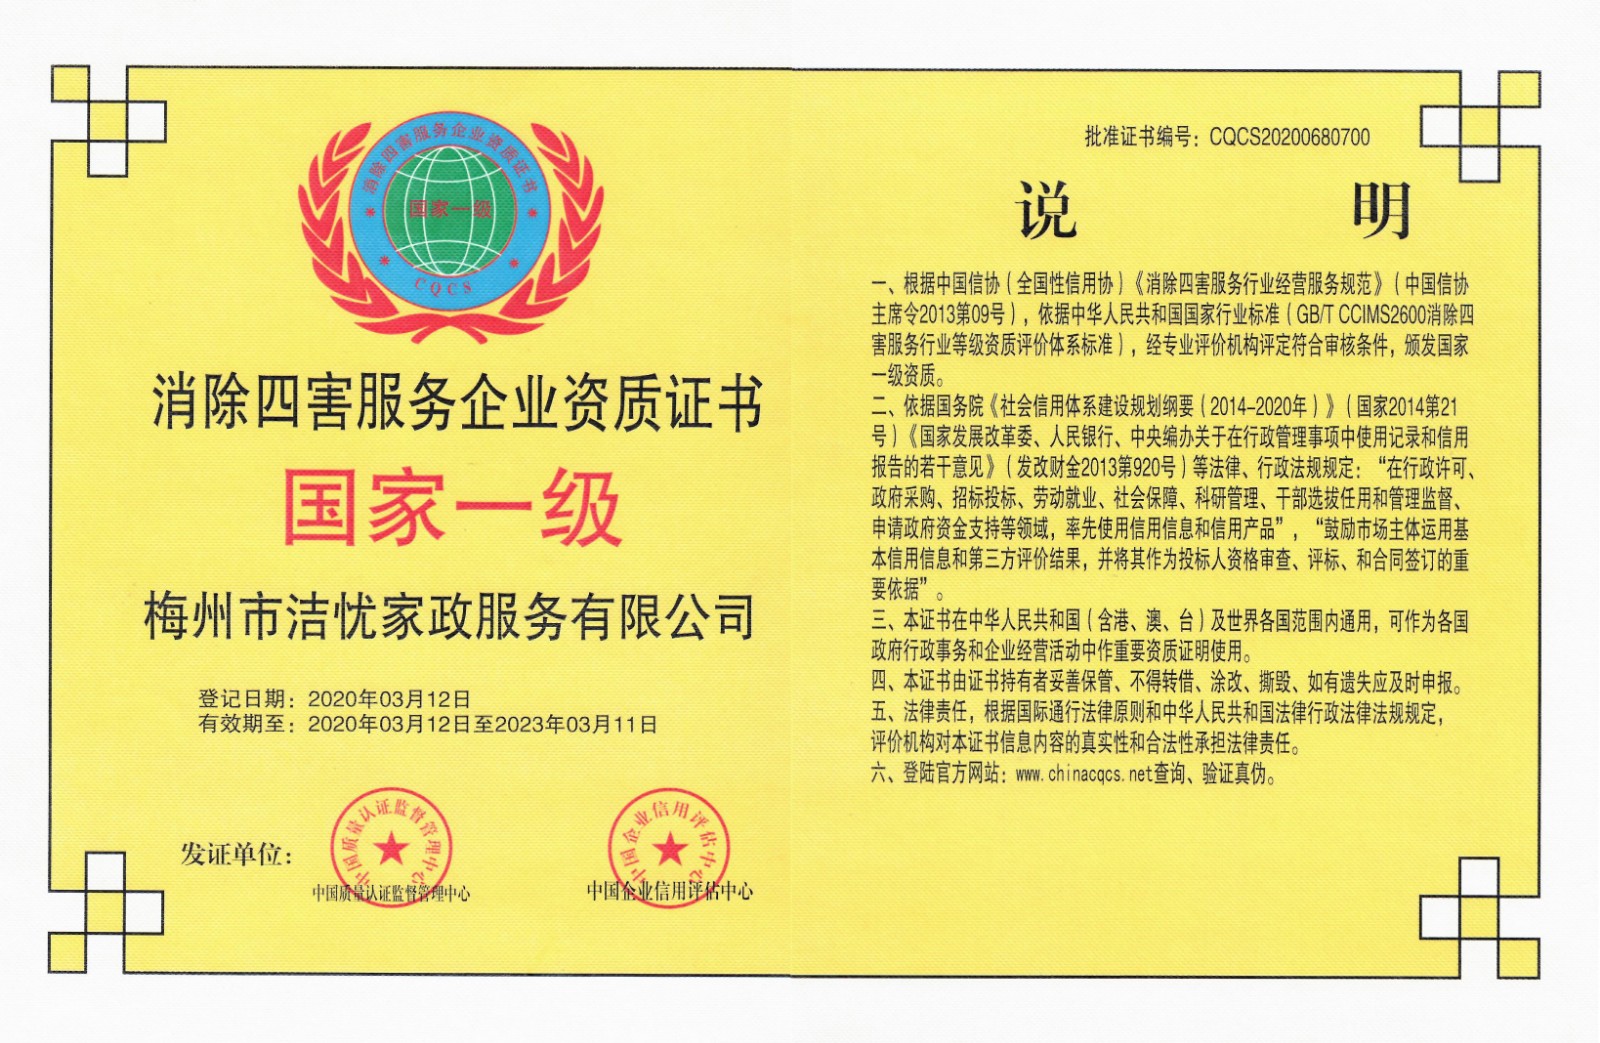 消除四害服务企业资质证书
国家一级
CQCS
消除四害服务企业资质证书
国家一级
梅州市洁忧家政服务有限公司
登记日期：2020年03月12日
有效期至：2020年03月12日至2023年03月11日
发证单位：
中国质量认证监督管理中心
中国质量认证监督管理中心
中国企业信用评估中心
中国企业信用评估中心
批准证书编号：CQCS20200680700
说 明
一、根据中国信协（全国性信用协）《消除四害服务行业经营服务规范》（中国信协
主席令2013第09号），依据中华人民共和国国家行业标准（GB/T CCIMS2600消除四
害服务行业等级资质评价体系标准），经专业评价机构评定符合审核条件，颁发国家
一级资质。
二、依据国务院《社会信用体系建设规划纲要（2014-2020年）》（国家2014第21
号）《国家发展改革委、人民银行、中央编办关于在行政管理事项中使用记录和信用
报告的若干意见》（发改财金2013第920号）等法律、行政法规规定：“在行政许可、
政府采购、招标投标、劳动就业、社会保障、科研管理、干部选拔任用和管理监督、
申请政府资金支持等领域，率先使用信用信息和信用产品”，“鼓励市场主体运用基
本信用信息和第三方评价结果，并将其作为投标人资格审查、评标、和合同签订的重
要依据”。
三、本证书在中华人民共和国（含港、澳、台）及世界各国范围内通用，可作为各国
政府行政事务和企业经营活动中作重要资质证明使用。
四、本证书由证书持有者妥善保管、不得转借、涂改、撕毁、如有遗失应及时申报。
五、法律责任，根据国际通行法律原则和中华人民共和国法律行政法律法规规定，
评价机构对本证书信息内容的真实性和合法性承担法律责任。
六、登陆官方网站：www.chinacqcs.net查询、验证真伪。